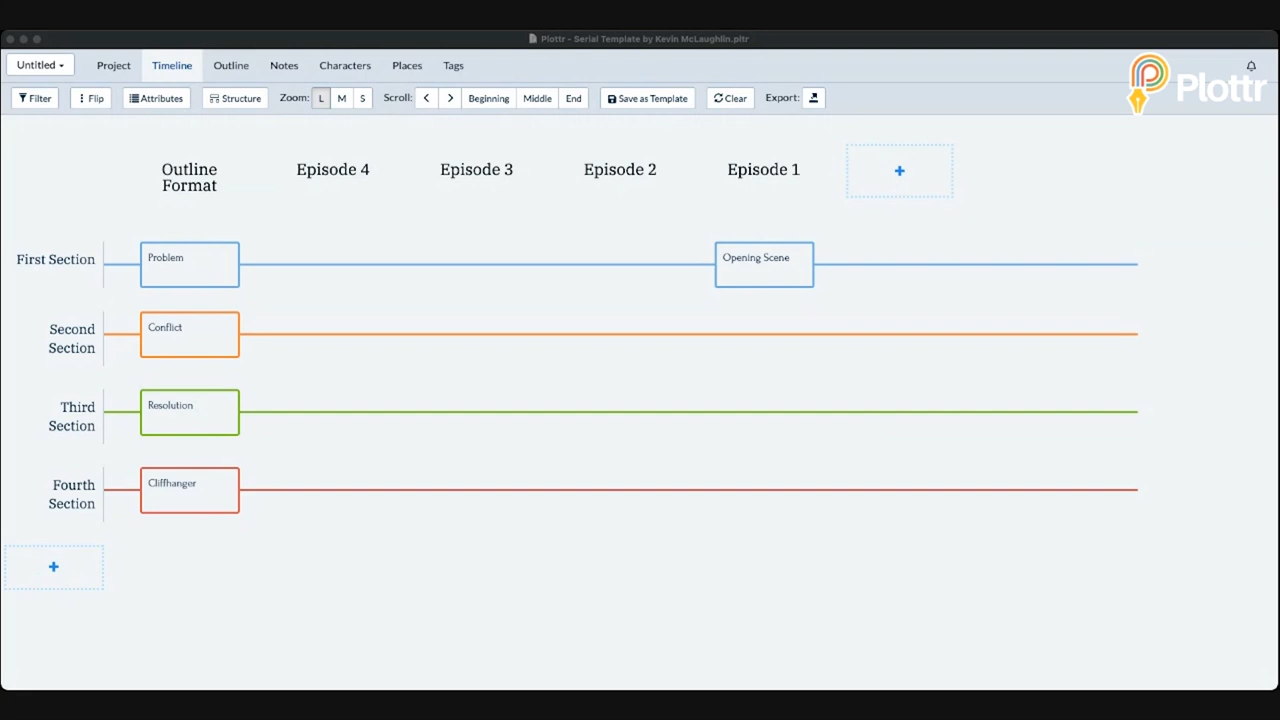 Plottr - Serial Template by Kevin McLaughlin.pltr
Untitled
Project
Timeline
Outline
Notes
Characters
Places
Tags
Plottr
Filter
Flip
Attributes
Structure
Zoom:
L
M
S
Scroll:
Beginning
Middle
End
Save as Template
Clear
Export:
Outline
Format
Episode 4
Episode 3
Episode 2
Episode 1
+
First Section
Problem
Opening Scene
Second
Section
Conflict
Third
Section
Resolution
Fourth
Section
Cliffhanger
+